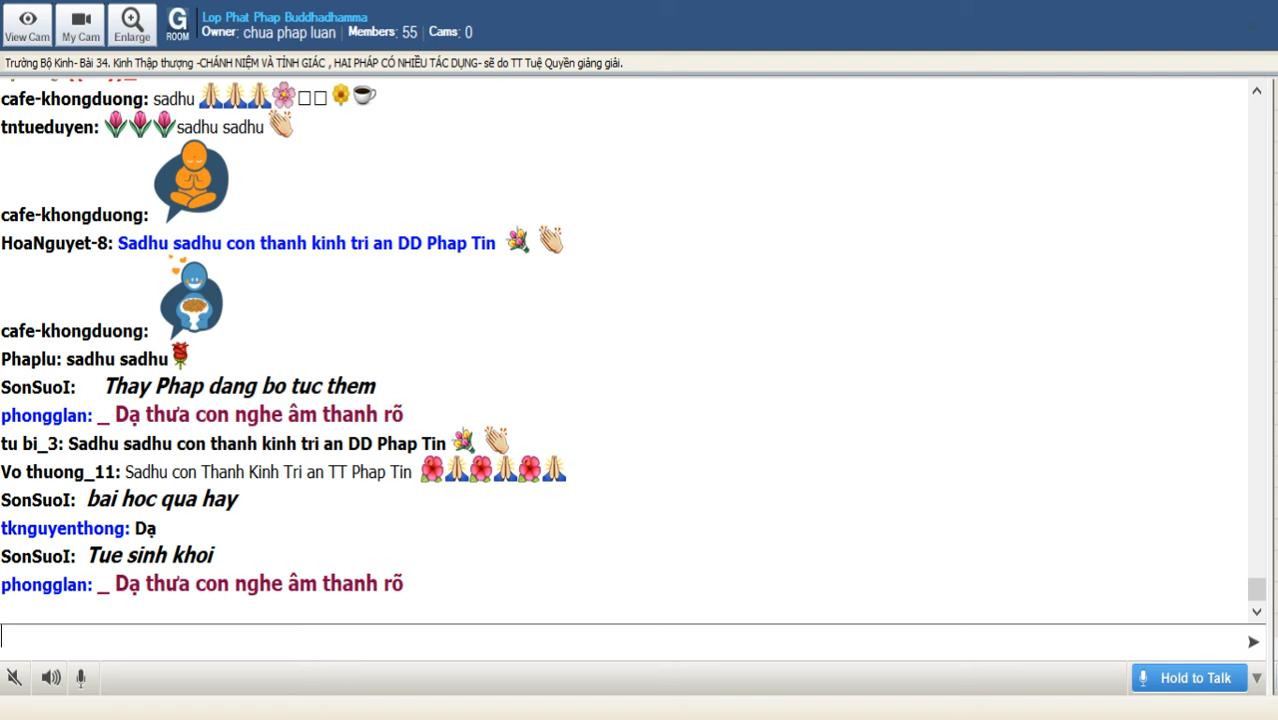 Lop Phat Phap Buddhadhamma
Owner: chua phap luan | Members: 55 | Cams: 0
View Cam
My Cam
Enlarge
G
ROOM
Trường Bộ Kinh- Bài 34. Kinh Thập thượng -CHÁNH NIỆM VÀ TỈNH GIÁC , HAI PHÁP CÓ NHIỀU TÁC DỤNG- sẽ do TT Tuệ Quyền giảng giải.
cafe-khongduong: sadhu 🙏🙏🙏🌸□□🌼☕
tntueduyen: 🌷🌷🌷sadhu sadhu 👏
cafe-khongduong:
HoaNguyet-8: Sadhu sadhu con thanh kinh tri an DD Phap Tin 💐 👏
cafe-khongduong:
Phaplu: sadhu sadhu🌹
SonSuoI: Thay Phap dang bo tuc them
phongglan: _ Dạ thưa con nghe âm thanh rõ
tu bi_3: Sadhu sadhu con thanh kinh tri an DD Phap Tin 💐 👏
Vo thuong_11: Sadhu con Thanh Kinh Tri an TT Phap Tin 🌺🙏🌺🙏🌺🙏
SonSuoI: bai hoc qua hay
tknguyenthong: Dạ
SonSuoI: Tue sinh khoi
phongglan: _ Dạ thưa con nghe âm thanh rõ
Hold to Talk